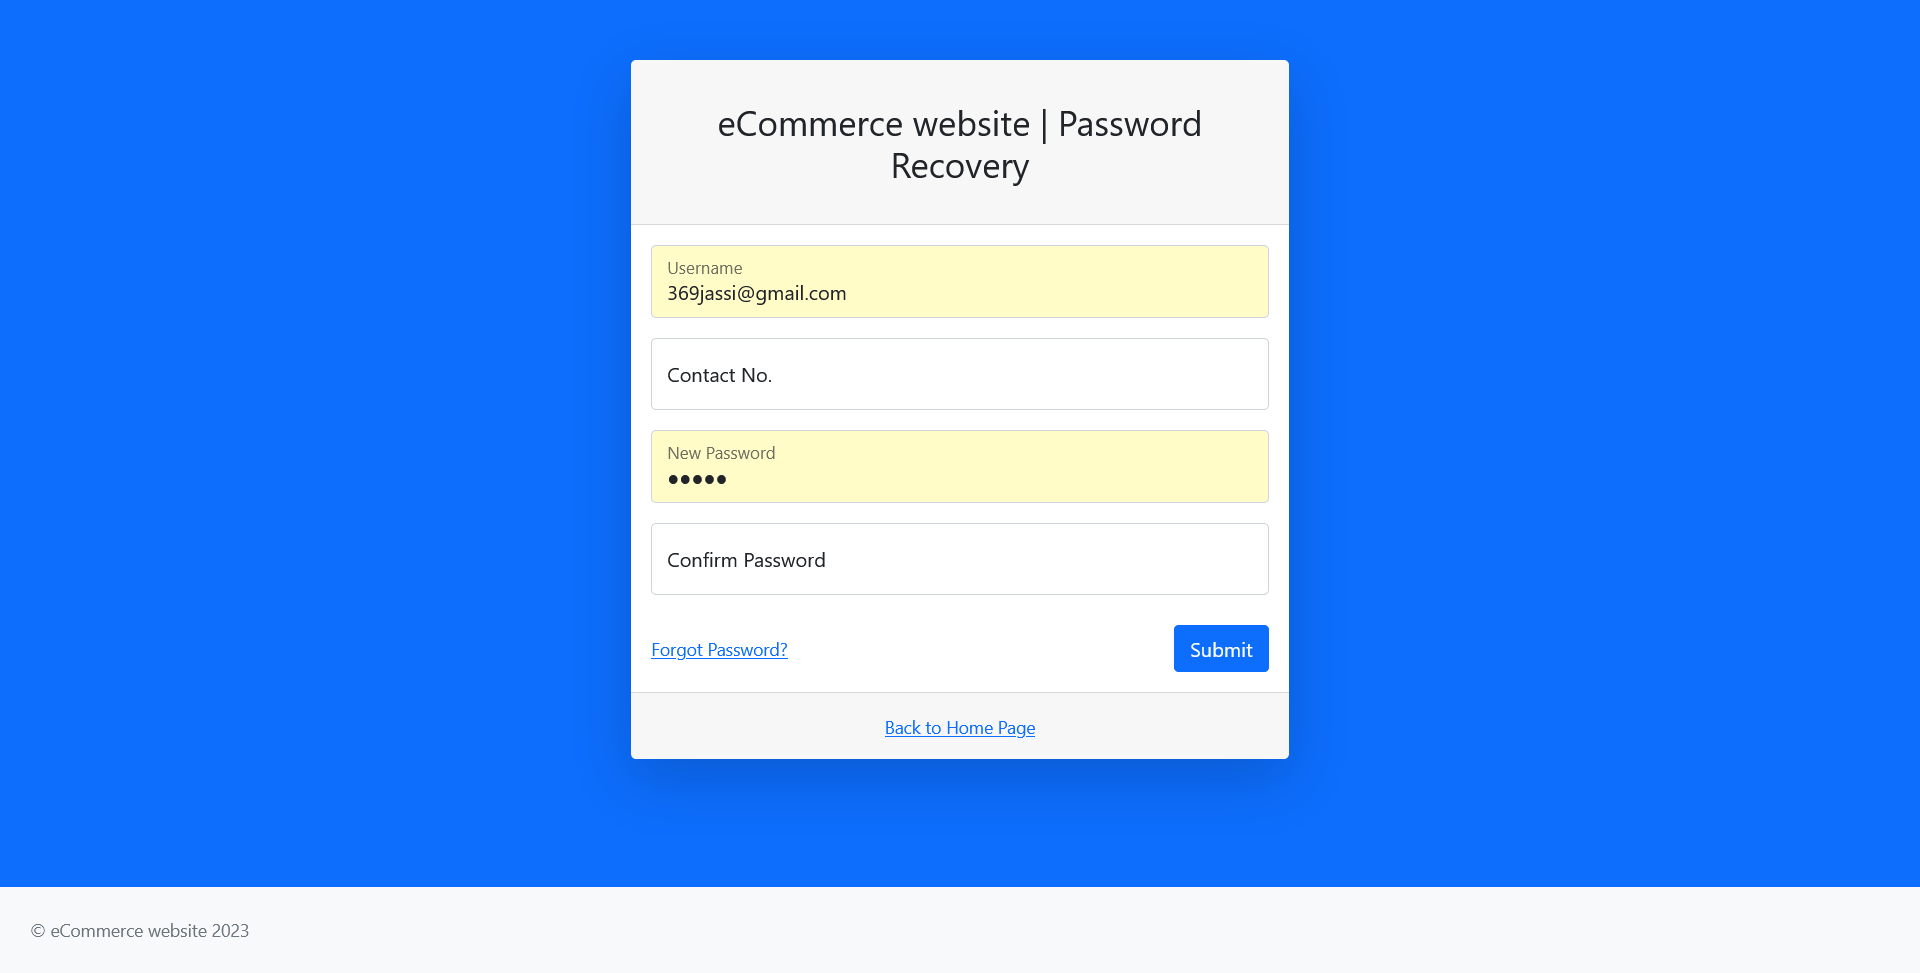 eCommerce website | Password
Recovery
Username
369jassi@gmail.com
Contact No.
New Password
●●●●●
Confirm Password
Forgot Password?
Submit
Back to Home Page
© eCommerce website 2023